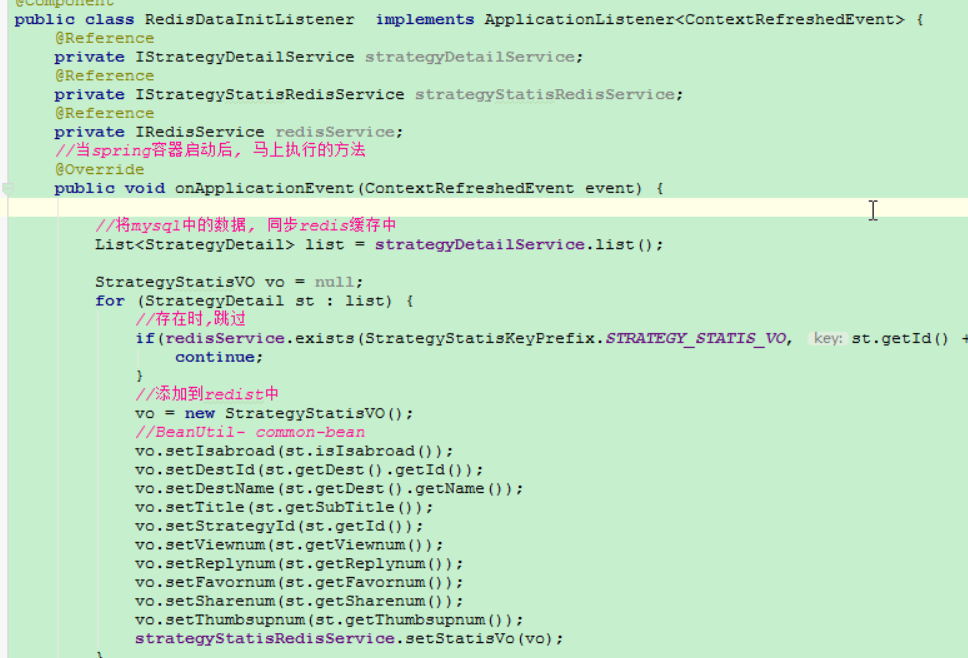 @Component
public class RedisDataInitListener  implements ApplicationListener<ContextRefreshedEvent> {
    @Reference
    private IStrategyDetailService strategyDetailService;
    @Reference
    private IStrategyStatisRedisService strategyStatisRedisService;
    @Reference
    private IRedisService redisService;
    //当spring容器启动后, 马上执行的方法
    @Override
    public void onApplicationEvent(ContextRefreshedEvent event) {
        //将mysql中的数据, 同步redis缓存中
        List<StrategyDetail> list = strategyDetailService.list();
        StrategyStatisVO vo = null;
        for (StrategyDetail st : list) {
            //存在时,跳过
            if(redisService.exists(StrategyStatisKeyPrefix.STRATEGY_STATIS_VO, key: st.getId() +
                continue;
            }
            //添加到redist中
            vo = new StrategyStatisVO();
            //BeanUtil- common-bean
            vo.setIsabroad(st.isIsabroad());
            vo.setDestId(st.getDest().getId());
            vo.setDestName(st.getDest().getName());
            vo.setTitle(st.getSubTitle());
            vo.setStrategyId(st.getId());
            vo.setViewnum(st.getViewnum());
            vo.setReplynum(st.getReplynum());
            vo.setFavornum(st.getFavornum());
            vo.setSharenum(st.getSharenum());
            vo.setThumbsupnum(st.getThumbsupnum());
            strategyStatisRedisService.setStatisVo(vo);
        }